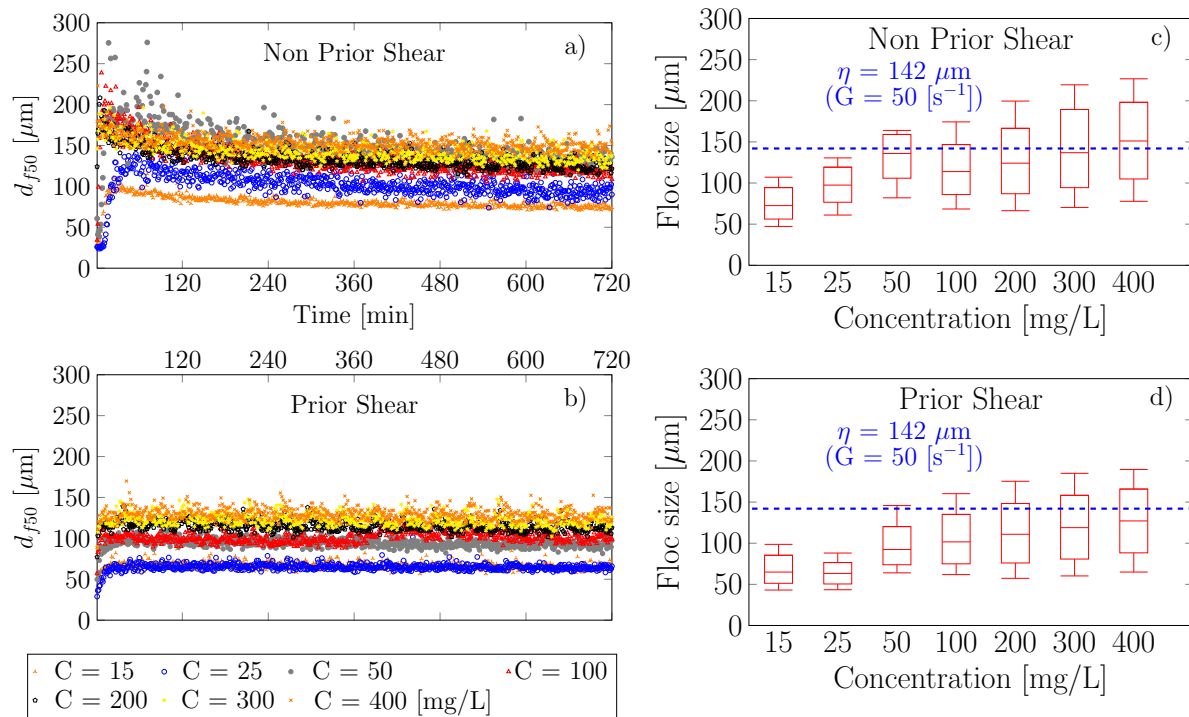 300
250
200
150
100
50
0
d_{f50} [μm]
Non Prior Shear
a)
120
240
360
480
600
720
Time [min]
120
240
360
480
600
720
300
250
200
150
100
50
0
d_{f50} [μm]
Prior Shear
b)
C = 15
C = 25
C = 50
C = 100
C = 200
C = 300
C = 400 [mg/L]
300
250
200
150
100
50
0
Floc size [μm]
Non Prior Shear
c)
η = 142 μm
(G = 50 [s⁻¹])
15
25
50
100
200
300
400
Concentration [mg/L]
300
250
200
150
100
50
0
Floc size [μm]
Prior Shear
d)
η = 142 μm
(G = 50 [s⁻¹])
15
25
50
100
200
300
400
Concentration [mg/L]